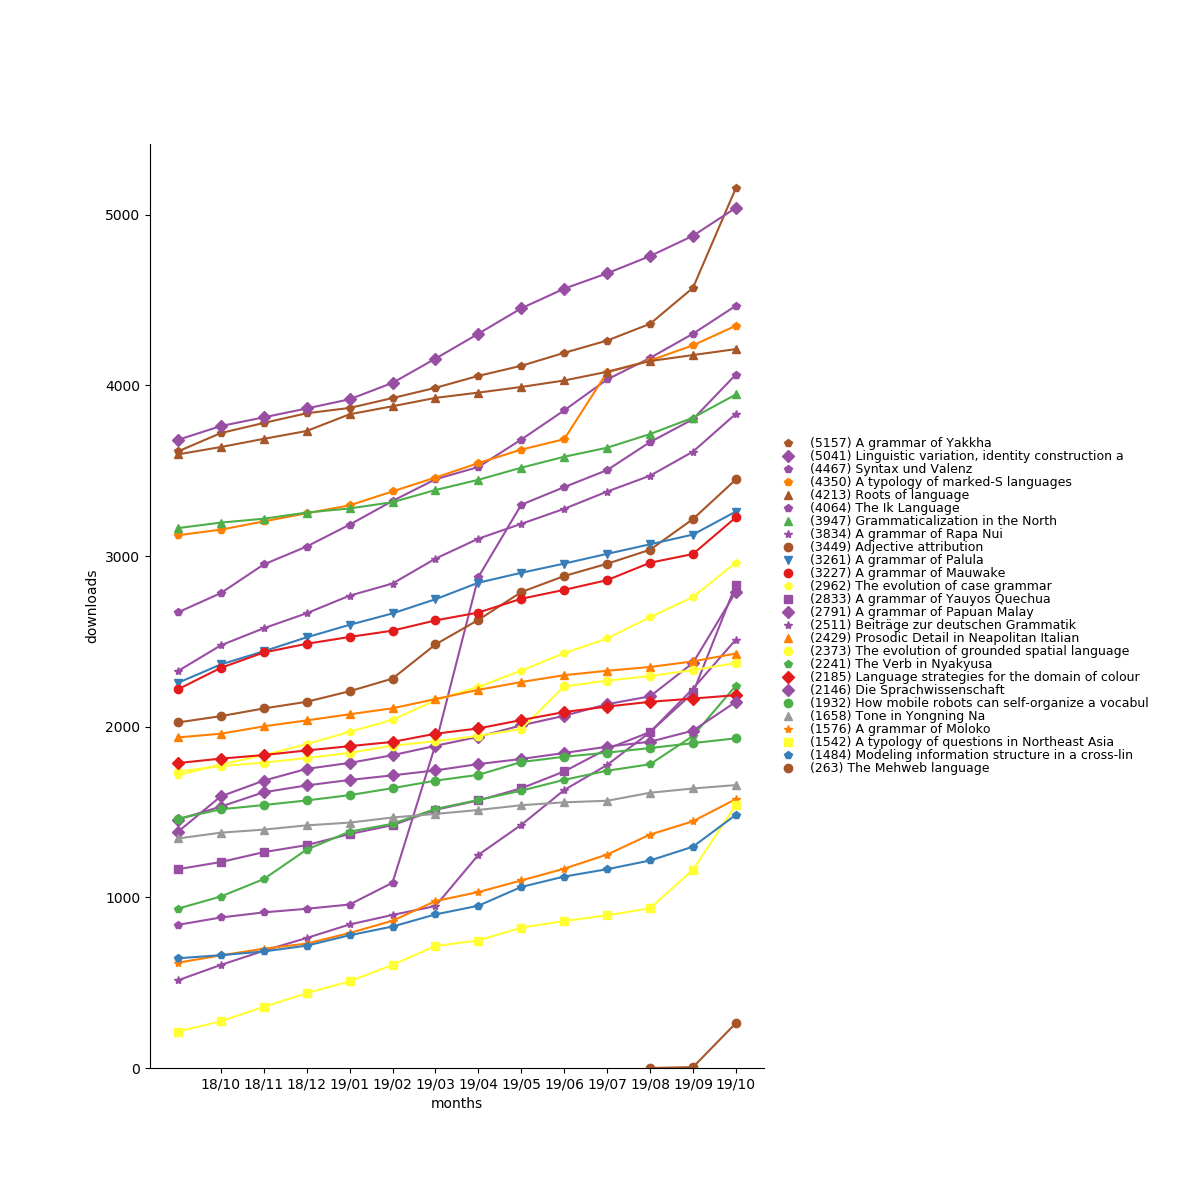 5000
4000
3000
2000
1000
0
downloads
18/10 18/11 18/12 19/01 19/02 19/03 19/04 19/05 19/06 19/07 19/08 19/09 19/10
months
(5157) A grammar of Yakkha
(5041) Linguistic variation, identity construction a
(4467) Syntax und Valenz
(4350) A typology of marked-S languages
(4213) Roots of language
(4064) The Ik Language
(3947) Grammaticalization in the North
(3834) A grammar of Rapa Nui
(3449) Adjective attribution
(3261) A grammar of Palula
(3227) A grammar of Mauwake
(2962) The evolution of case grammar
(2833) A grammar of Yauyos Quechua
(2791) A grammar of Papuan Malay
(2511) Beiträge zur deutschen Grammatik
(2429) Prosodic Detail in Neapolitan Italian
(2373) The evolution of grounded spatial language
(2241) The Verb in Nyakyusa
(2185) Language strategies for the domain of colour
(2146) Die Sprachwissenschaft
(1932) How mobile robots can self-organize a vocabul
(1658) Tone in Yongning Na
(1576) A grammar of Moloko
(1542) A typology of questions in Northeast Asia
(1484) Modeling information structure in a cross-lin
(263) The Mehweb language